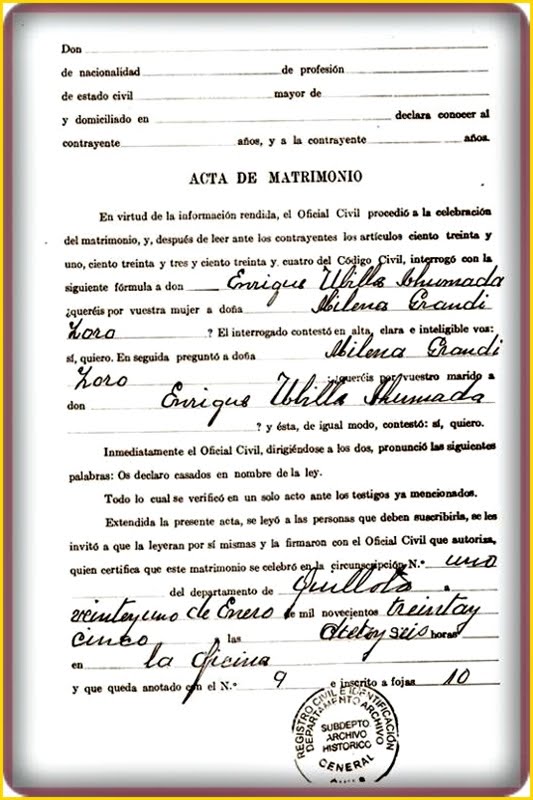 Don
de nacionalidad de profesión
de estado civil mayor de
y domiciliado en declara conocer al
contrayente años, y a la contrayente años.
ACTA DE MATRIMONIO
En virtud de la información rendida, el Oficial Civil procedió a la celebración
del matrimonio, y, después de leer ante los contrayentes los artículos ciento treinta y
uno, ciento treinta y tres y ciento treinta y cuatro del Código Civil, interrogó con la
siguiente fórmula a don Enrique Ubilla Ahumada
¿queréis por vuestra mujer a doña Milena Grandi
Zoro ? El interrogado contestó en alta, clara e inteligible voz:
sí, quiero. En seguida preguntó a doña Milena Grandi
Zoro ¿queréis por vuestro marido a
don Enrique Ubilla Ahumada
? y ésta, de igual modo, contestó: sí, quiero.
Inmediatamente el Oficial Civil, dirigiéndose a los dos, pronunció las siguientes
palabras: Os declaro casados en nombre de la ley.
Todo lo cual se verificó en un solo acto ante los testigos ya mencionados.
Extendida la presente acta, se leyó a las personas que deben suscribirla, se les
invitó a que la leyeran por sí mismas y la firmaron con el Oficial Civil que autoriza,
quien certifica que este matrimonio se celebró en la circunscripción N.º uno
del departamento de Quillota a
veintiyuno de Enero de mil novecientos treintay
cinco a las diezyseis horas
en la oficina
y que queda anotado con el N.º 9 e inscrito a fojas 10
REGISTRO CIVIL E IDENTIFICACIÓN
DEPARTAMENTO ARCHIVO
SUBDEPTO
ARCHIVO
HISTORICO
GENERAL